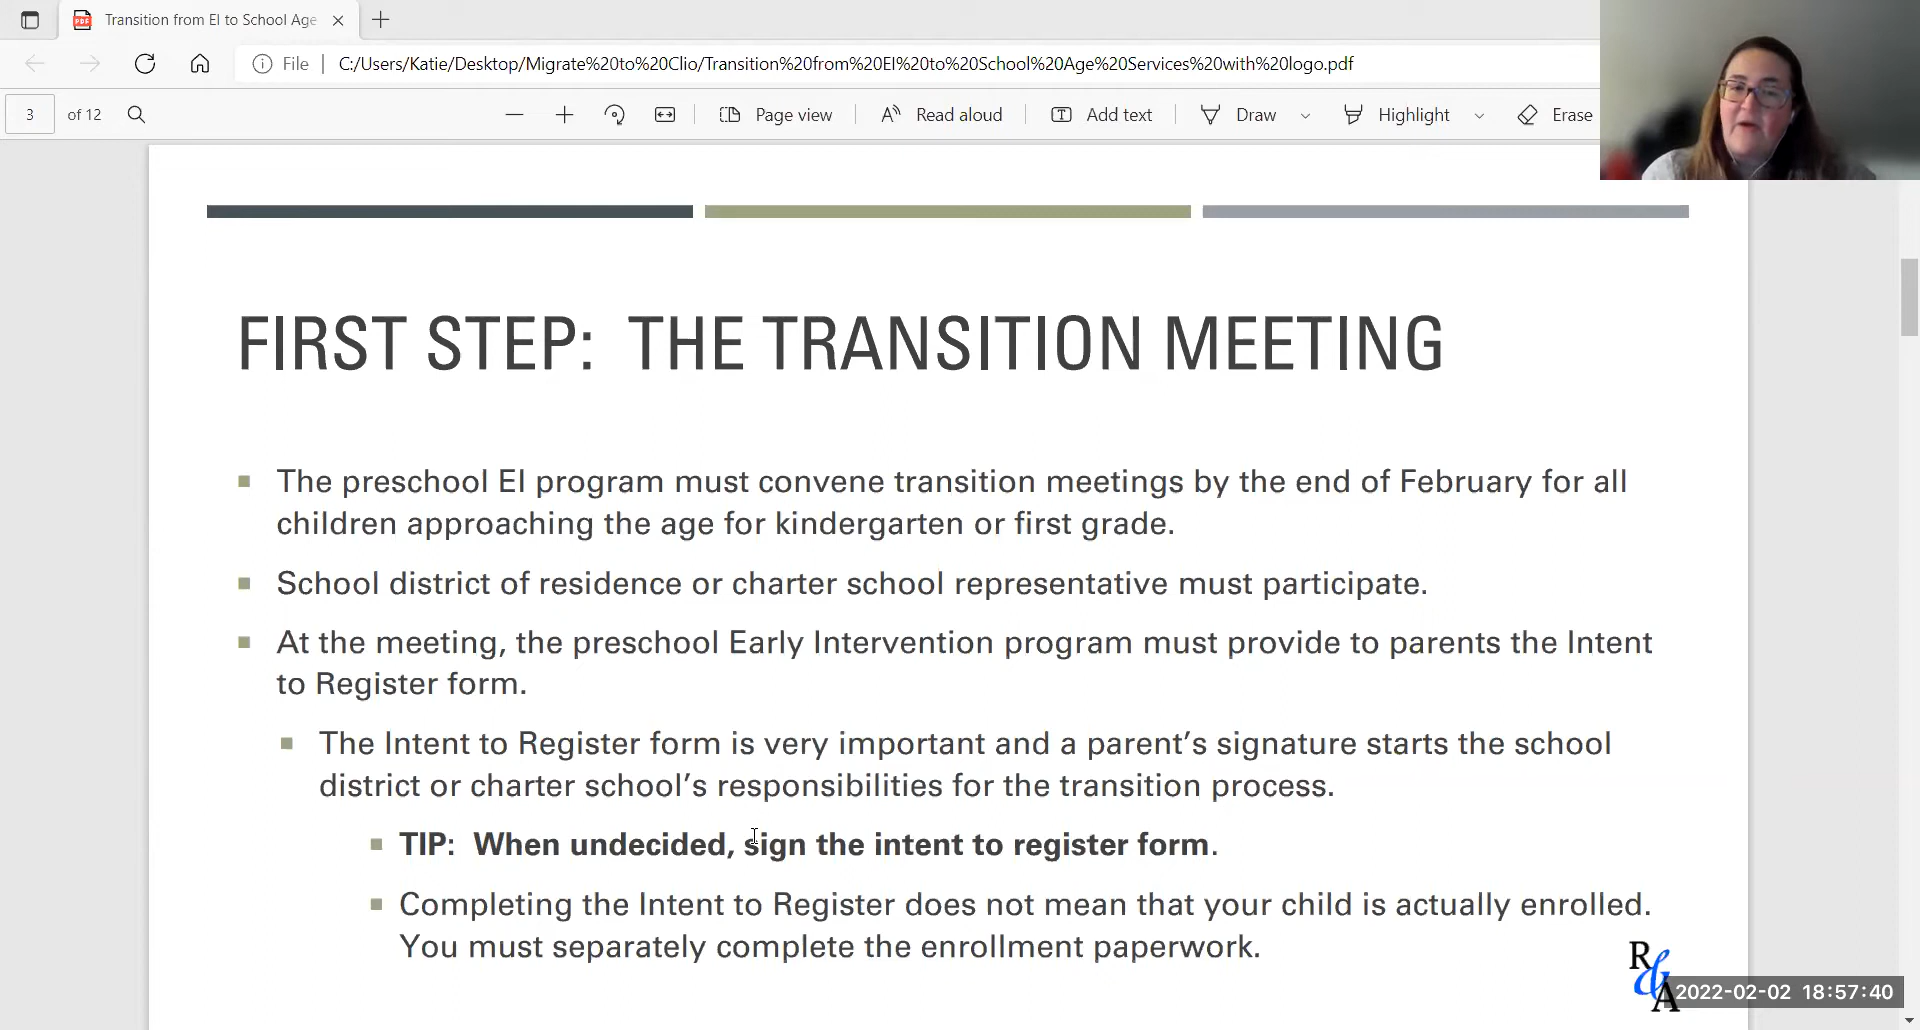 Transition from EI to School Age
File
C:/Users/Katie/Desktop/Migrate%20to%20Clio/Transition%20from%20EI%20to%20School%20Age%20Services%20with%20logo.pdf
3 of 12
Page view
Read aloud
Add text
Draw
Highlight
Erase
FIRST STEP: THE TRANSITION MEETING
The preschool EI program must convene transition meetings by the end of February for all
children approaching the age for kindergarten or first grade.
School district of residence or charter school representative must participate.
At the meeting, the preschool Early Intervention program must provide to parents the Intent
to Register form.
The Intent to Register form is very important and a parent’s signature starts the school
district or charter school’s responsibilities for the transition process.
TIP: When undecided, sign the intent to register form.
Completing the Intent to Register does not mean that your child is actually enrolled.
You must separately complete the enrollment paperwork.
R&A
2022-02-02 18:57:40